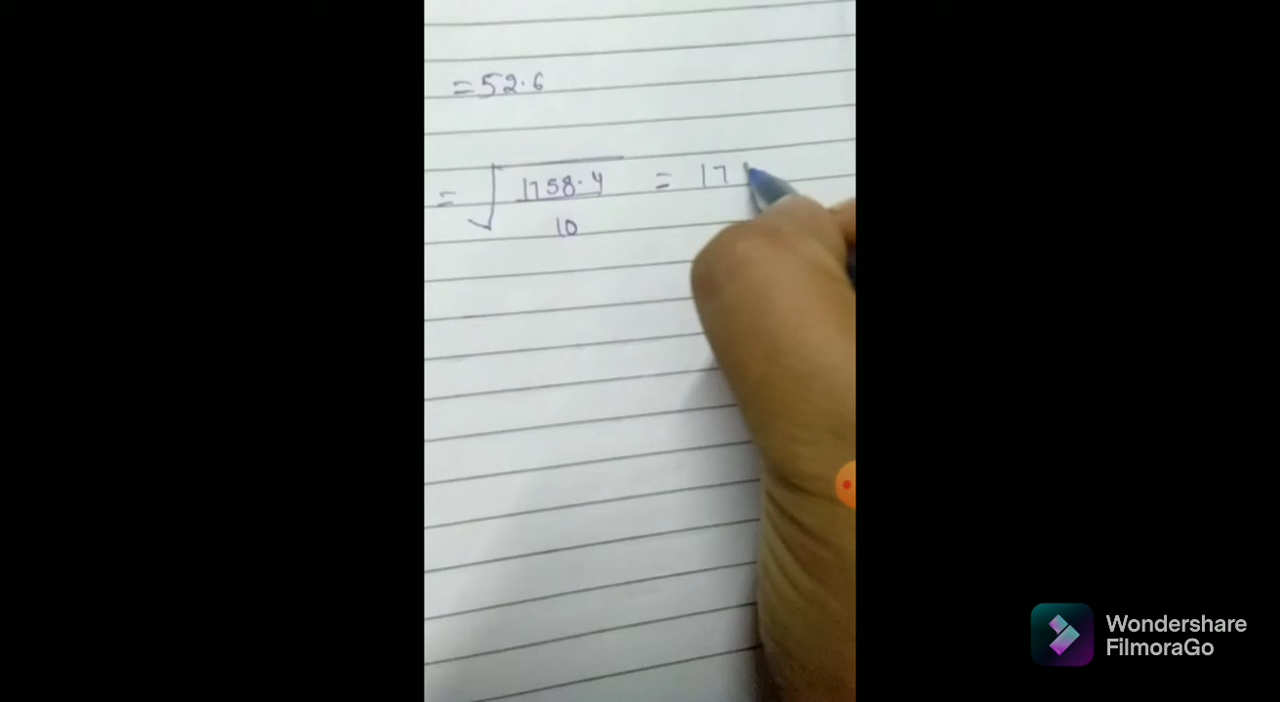 =52.6
= √ 1758.4 / 10 = 17
Wondershare
FilmoraGo